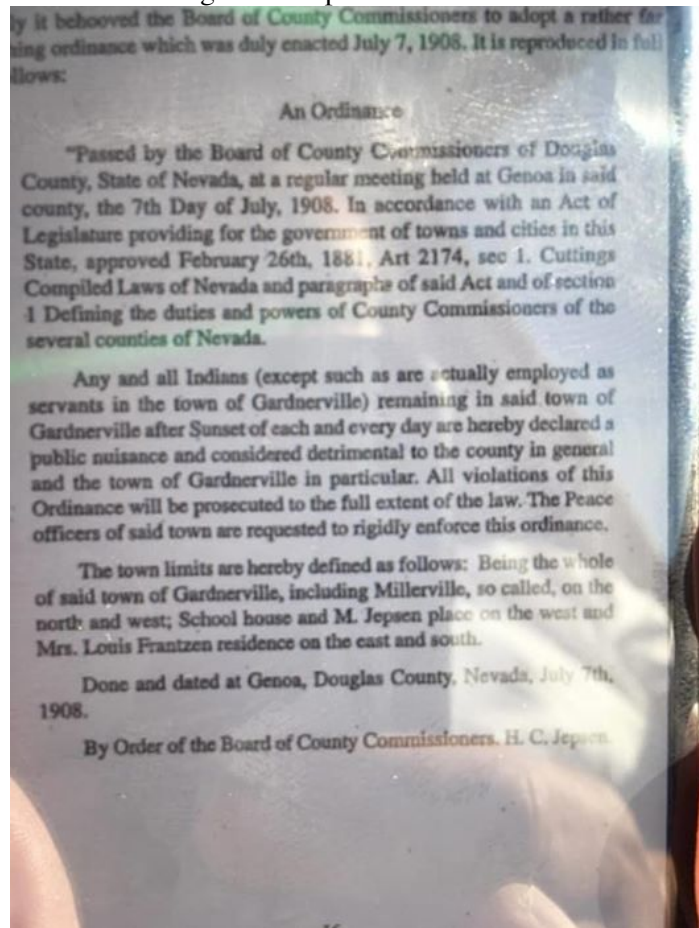 ly it behooved the Board of County Commissioners to adopt a rather far
ning ordinance which was duly enacted July 7, 1908. It is reproduced in full
llows:
An Ordinance
"Passed by the Board of County Commissioners of Douglas
County, State of Nevada, at a regular meeting held at Genoa in said
county, the 7th Day of July, 1908. In accordance with an Act of
Legislature providing for the government of towns and cities in this
State, approved February 26th, 1881, Art 2174, sec 1. Cuttings
Compiled Laws of Nevada and paragraphs of said Act and of section
1 Defining the duties and powers of County Commissioners of the
several counties of Nevada.
Any and all Indians (except such as are actually employed as
servants in the town of Gardnerville) remaining in said town of
Gardnerville after Sunset of each and every day are hereby declared a
public nuisance and considered detrimental to the county in general
and the town of Gardnerville in particular. All violations of this
Ordinance will be prosecuted to the full extent of the law. The Peace
officers of said town are requested to rigidly enforce this ordinance.
The town limits are hereby defined as follows: Being the whole
of said town of Gardnerville, including Millerville, so called, on the
north and west; School house and M. Jepsen place on the west and
Mrs. Louis Frantzen residence on the east and south.
Done and dated at Genoa, Douglas County, Nevada, July 7th,
1908.
By Order of the Board of County Commissioners. H. C. Jepsen